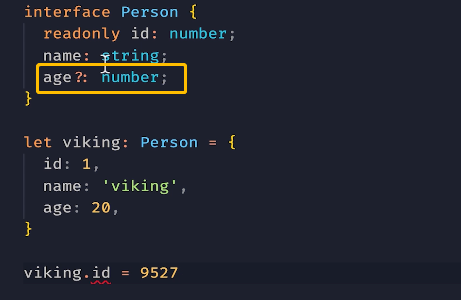 interface Person {
readonly id: number;
name: string;
age?: number;
}
let viking: Person = {
id: 1,
name: 'viking',
age: 20,
}
viking.id = 9527